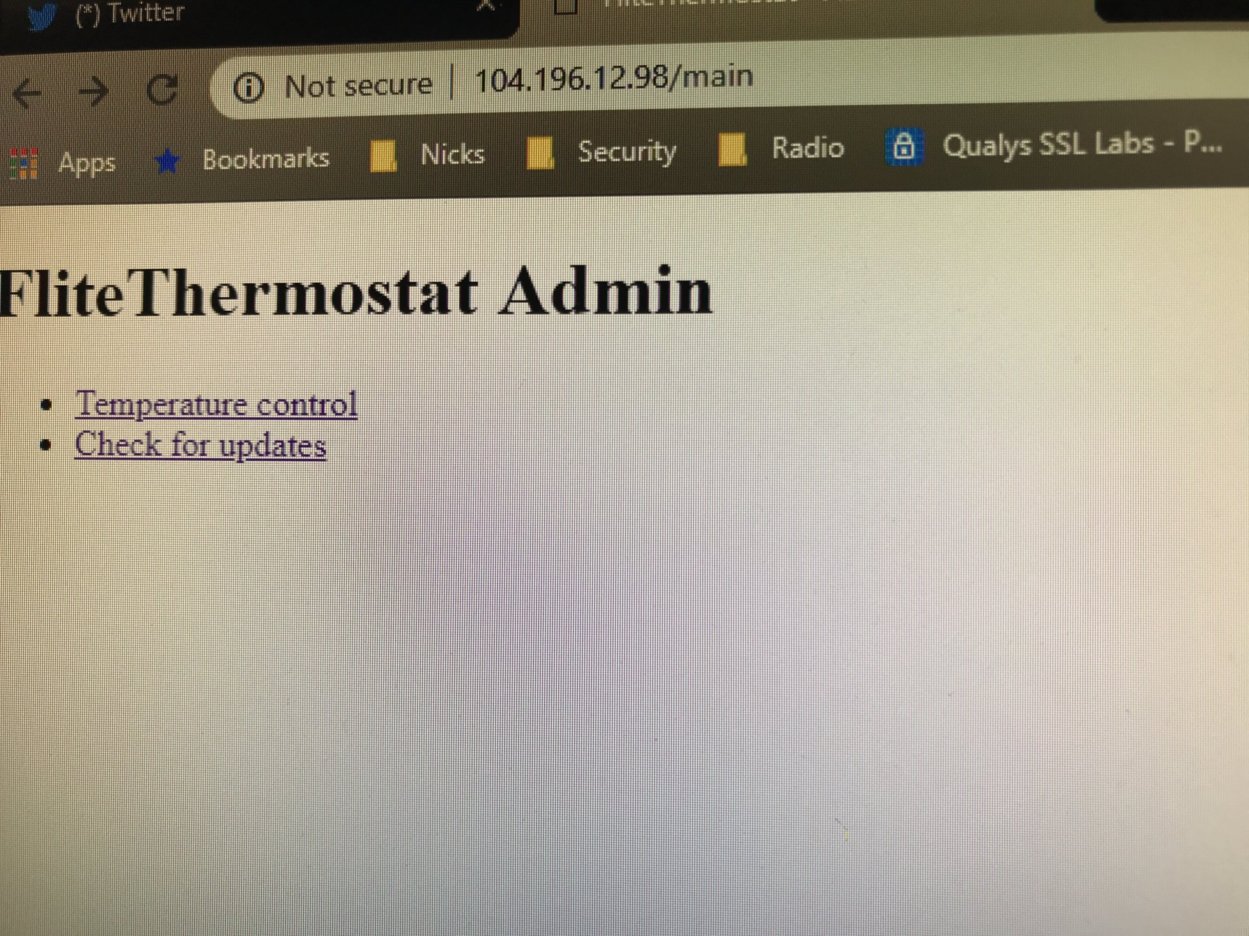 (*) Twitter
Not secure | 104.196.12.98/main
Apps Bookmarks Nicks Security Radio Qualys SSL Labs - P...
FliteThermostat Admin
Temperature control
Check for updates